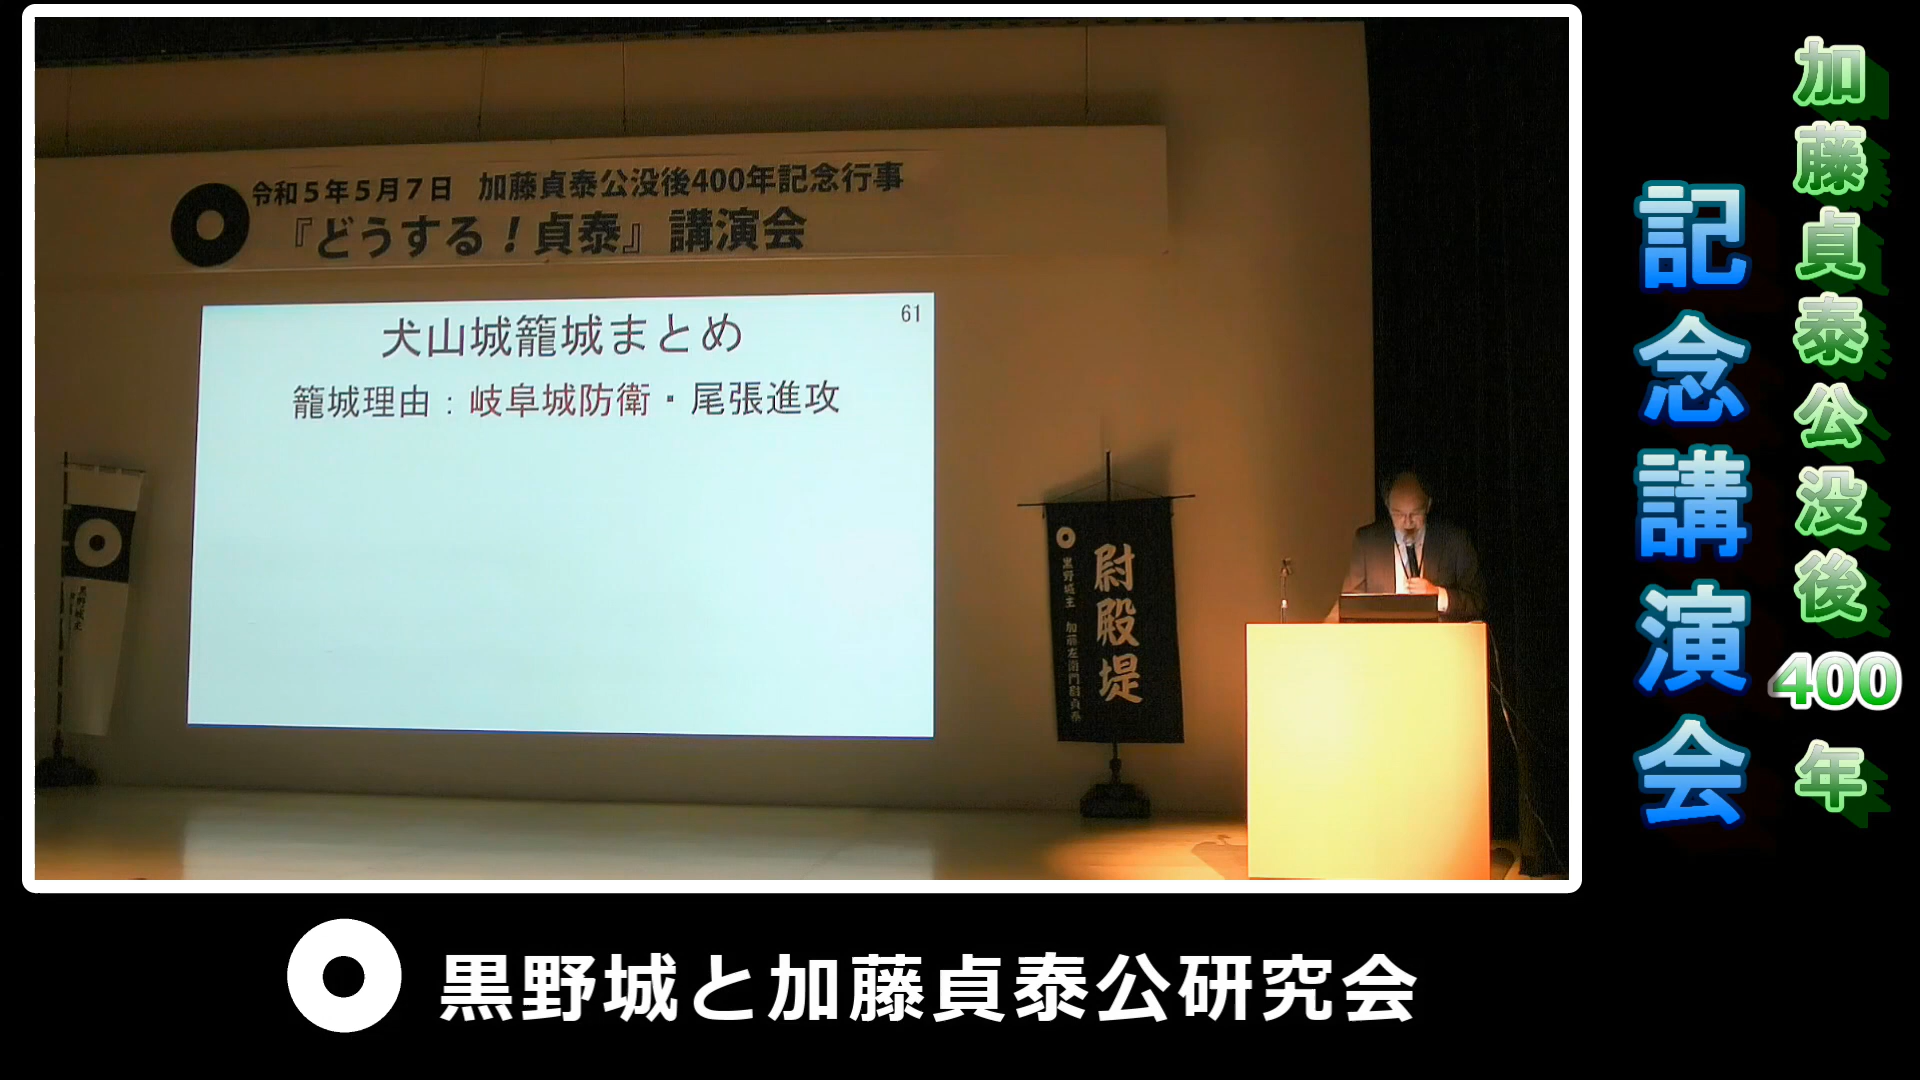 令和５年５月７日 加藤貞泰公没後400年記念行事
『どうする！貞泰』講演会
61
犬山城籠城まとめ
籠城理由：岐阜城防衛・尾張進攻
尉殿堤
黒野城主 加藤左衛門尉貞泰
加藤貞泰公没後400年
記念講演会
黒野城と加藤貞泰公研究会